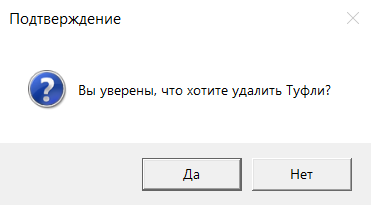 Подтверждение
Вы уверены, что хотите удалить Туфли?
Да
Нет